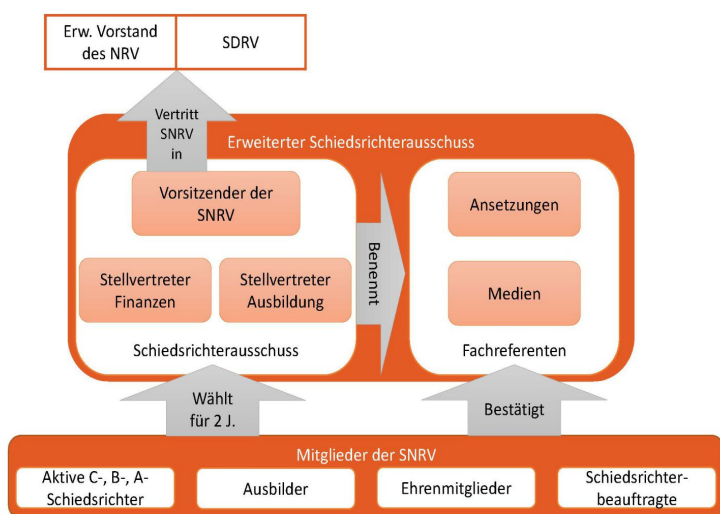 Erw. Vorstand
des NRV
SDRV
Vertritt
SNRV
in
Erweiterter Schiedsrichterausschuss
Vorsitzender der
SNRV
Stellvertreter
Finanzen
Stellvertreter
Ausbildung
Schiedsrichterausschuss
Benennt
Ansetzungen
Medien
Fachreferenten
Wählt
für 2 J.
Bestätigt
Mitglieder der SNRV
Aktive C-, B-, A-
Schiedsrichter
Ausbilder
Ehrenmitglieder
Schiedsrichter-
beauftragte